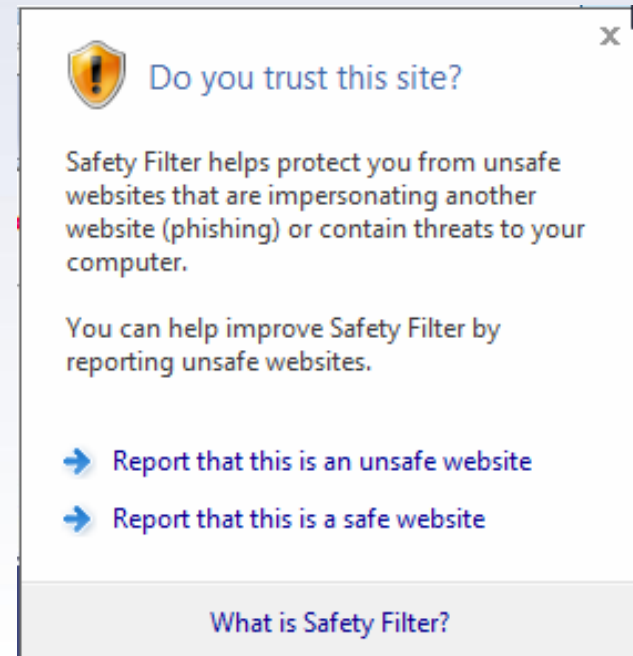 x
Do you trust this site?
Safety Filter helps protect you from unsafe
websites that are impersonating another
website (phishing) or contain threats to your
computer.
You can help improve Safety Filter by
reporting unsafe websites.
Report that this is an unsafe website
Report that this is a safe website
What is Safety Filter?